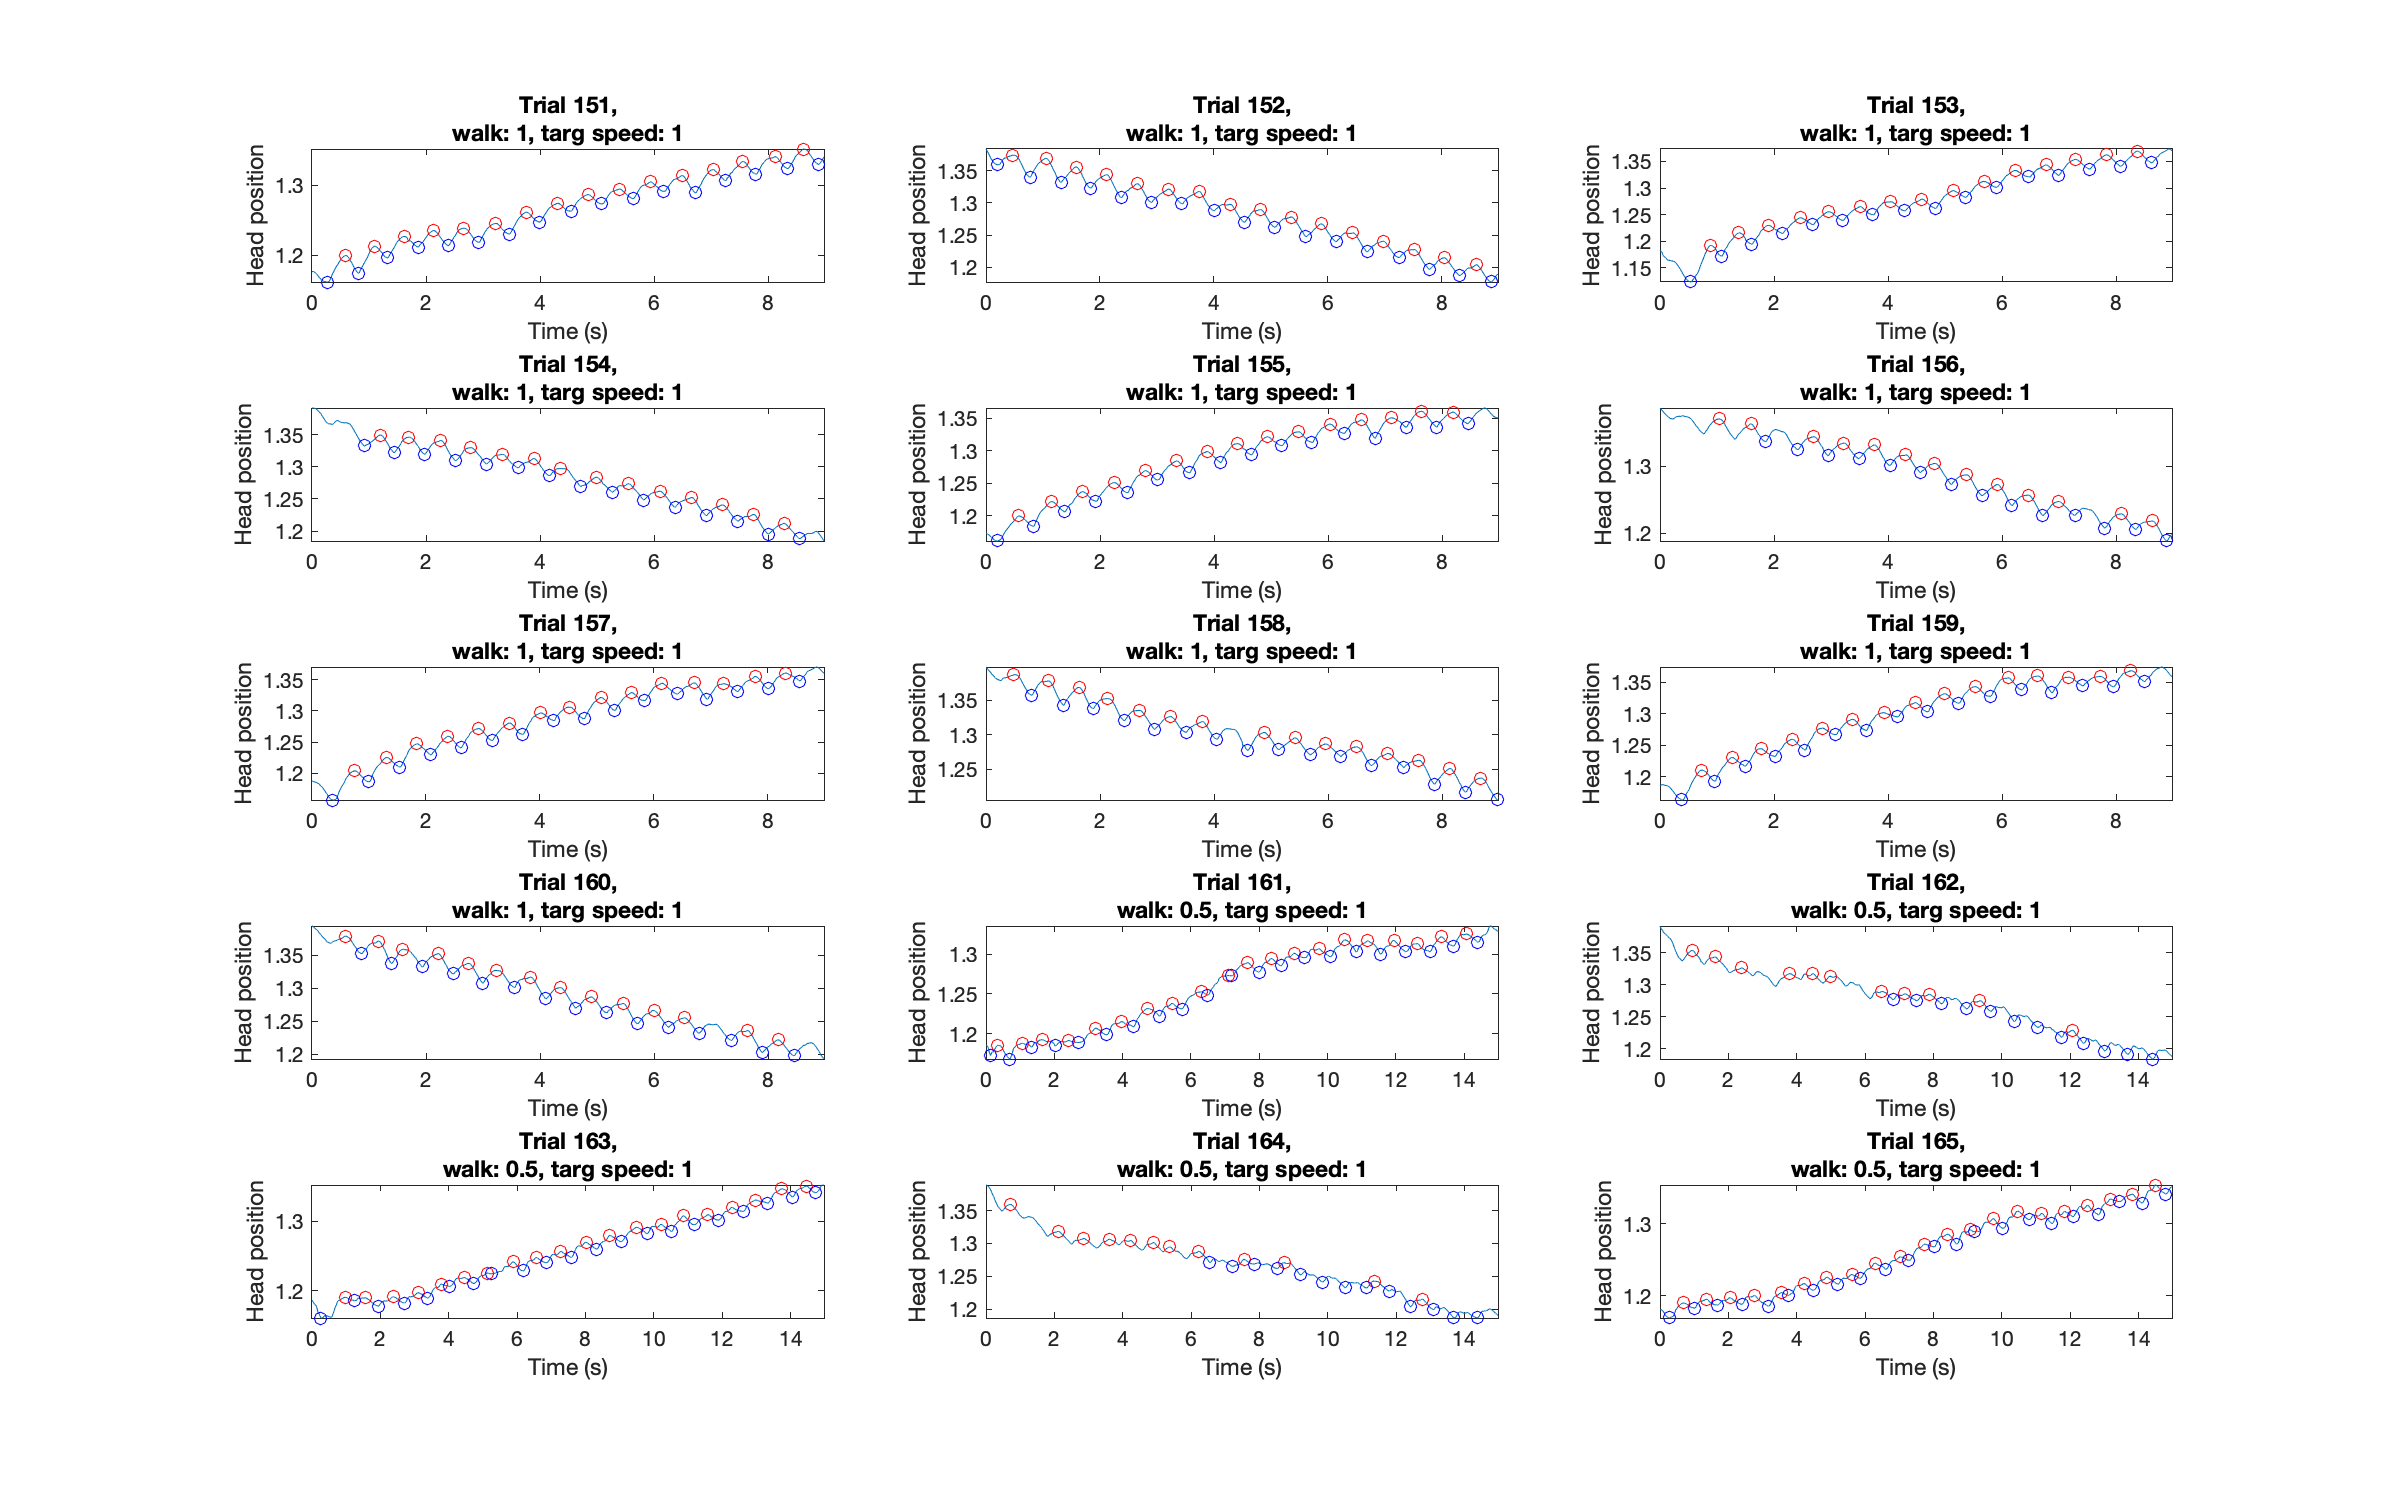 Trial 151,
walk: 1, targ speed: 1
Head position
1.3
1.2
0 2 4 6 8
Time (s)
Trial 152,
walk: 1, targ speed: 1
Head position
1.35
1.3
1.25
1.2
0 2 4 6 8
Time (s)
Trial 153,
walk: 1, targ speed: 1
Head position
1.35
1.3
1.25
1.2
1.15
0 2 4 6 8
Time (s)
Trial 154,
walk: 1, targ speed: 1
Head position
1.35
1.3
1.25
1.2
0 2 4 6 8
Time (s)
Trial 155,
walk: 1, targ speed: 1
Head position
1.35
1.3
1.25
1.2
0 2 4 6 8
Time (s)
Trial 156,
walk: 1, targ speed: 1
Head position
1.3
1.2
0 2 4 6 8
Time (s)
Trial 157,
walk: 1, targ speed: 1
Head position
1.35
1.3
1.25
1.2
0 2 4 6 8
Time (s)
Trial 158,
walk: 1, targ speed: 1
Head position
1.35
1.3
1.25
0 2 4 6 8
Time (s)
Trial 159,
walk: 1, targ speed: 1
Head position
1.35
1.3
1.25
1.2
0 2 4 6 8
Time (s)
Trial 160,
walk: 1, targ speed: 1
Head position
1.35
1.3
1.25
1.2
0 2 4 6 8
Time (s)
Trial 161,
walk: 0.5, targ speed: 1
Head position
1.3
1.25
1.2
0 2 4 6 8 10 12 14
Time (s)
Trial 162,
walk: 0.5, targ speed: 1
Head position
1.35
1.3
1.25
1.2
0 2 4 6 8 10 12 14
Time (s)
Trial 163,
walk: 0.5, targ speed: 1
Head position
1.3
1.2
0 2 4 6 8 10 12 14
Time (s)
Trial 164,
walk: 0.5, targ speed: 1
Head position
1.35
1.3
1.25
1.2
0 2 4 6 8 10 12 14
Time (s)
Trial 165,
walk: 0.5, targ speed: 1
Head position
1.3
1.2
0 2 4 6 8 10 12 14
Time (s)